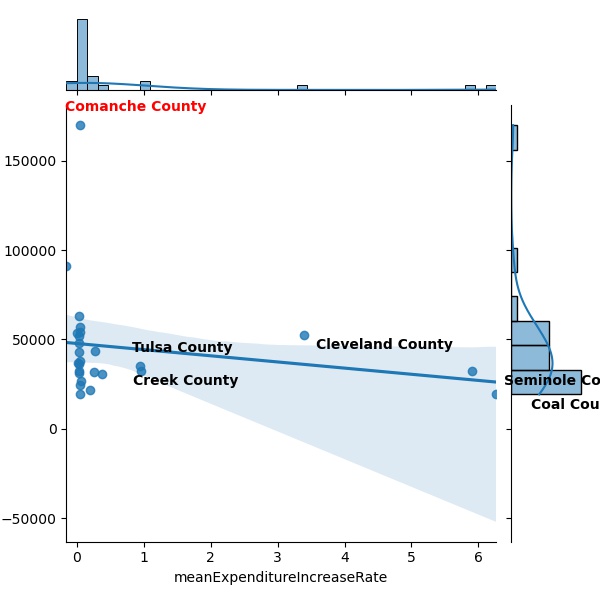 Comanche County
150000
100000
50000
Tulsa County
Cleveland County
Creek County
Seminole Co
Coal Cou
0
−50000
0 1 2 3 4 5 6
meanExpenditureIncreaseRate